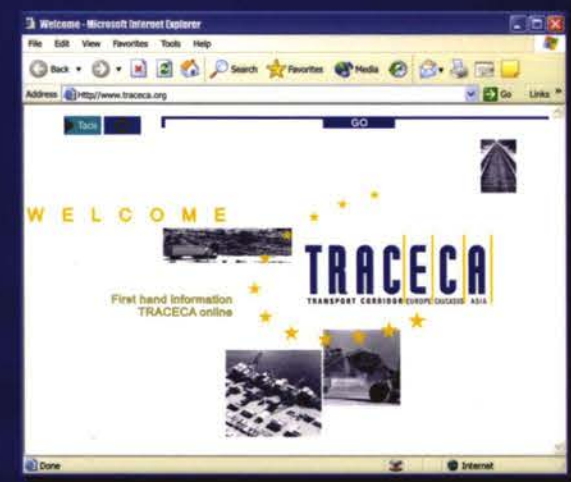 Welcome - Microsoft Internet Explorer
File Edit View Favorites Tools Help
Back Search Favorites Media
Address Http//www.traceca.org Go Links »
Tacis GO
WELCOME
TRACECA
TRANSPORT CORRIDOR EUROPE CAUCASUS ASIA
First hand information
TRACECA online
Done Internet